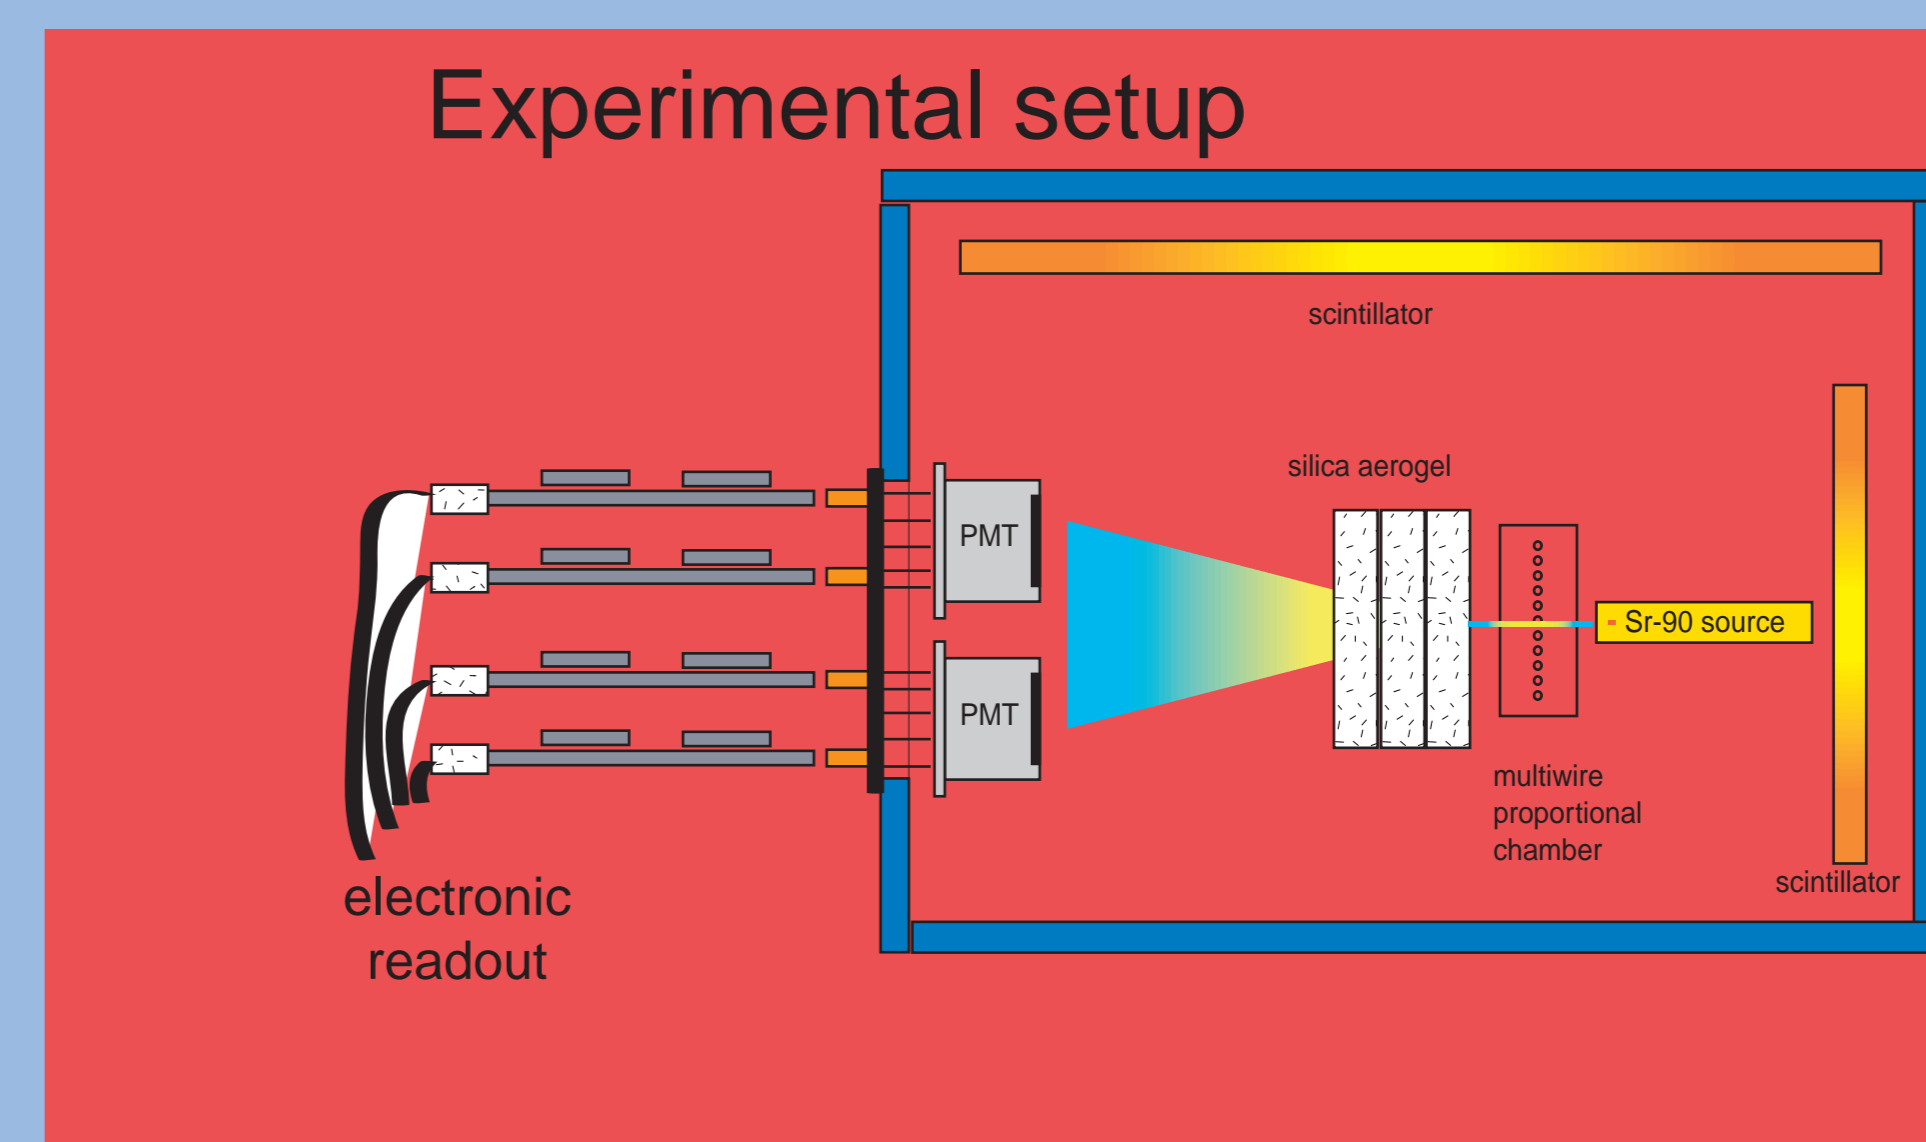 Experimental setup
scintillator
silica aerogel
PMT
Sr-90 source
PMT
multiwire
proportional
chamber
scintillator
electronic
readout